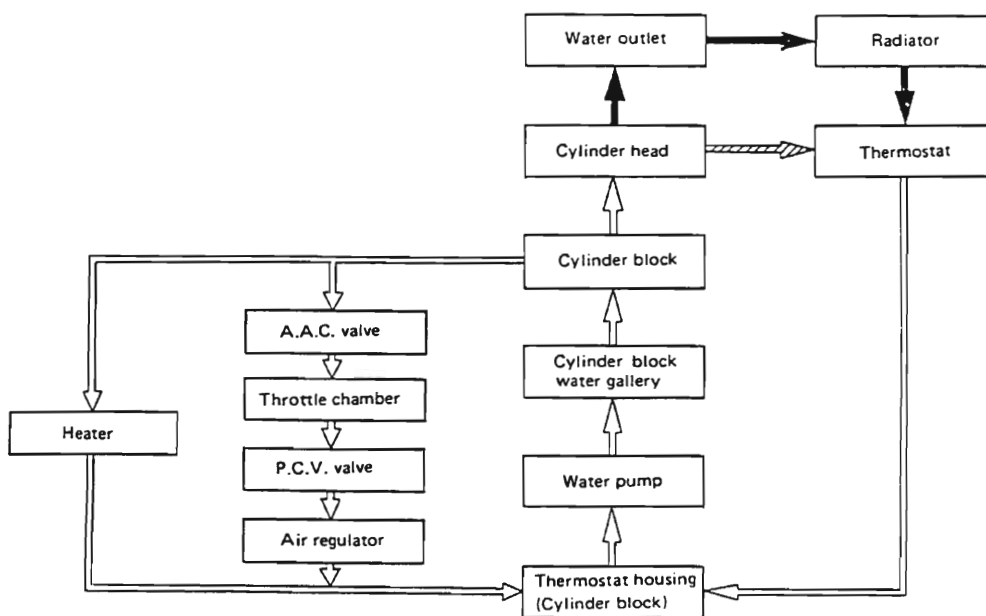 Water outlet
Radiator
Cylinder head
Thermostat
Cylinder block
A.A.C. valve
Cylinder block
water gallery
Throttle chamber
Heater
P.C.V. valve
Water pump
Air regulator
Thermostat housing
(Cylinder block)